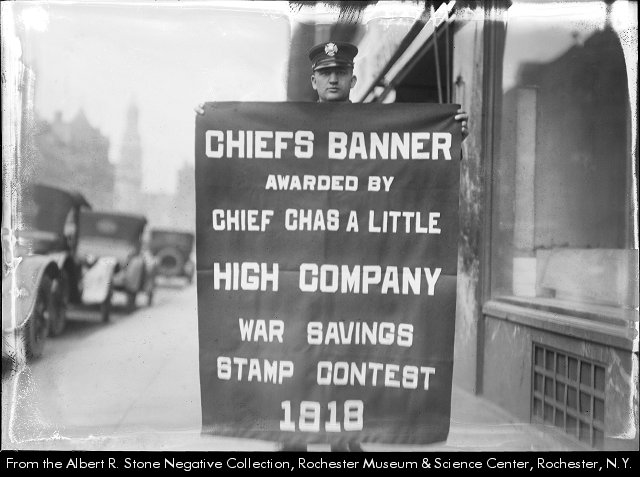 CHIEFS BANNER
AWARDED BY
CHIEF CHAS A LITTLE
HIGH COMPANY
WAR SAVINGS
STAMP CONTEST
1918
From the Albert R. Stone Negative Collection, Rochester Museum & Science Center, Rochester, N.Y.